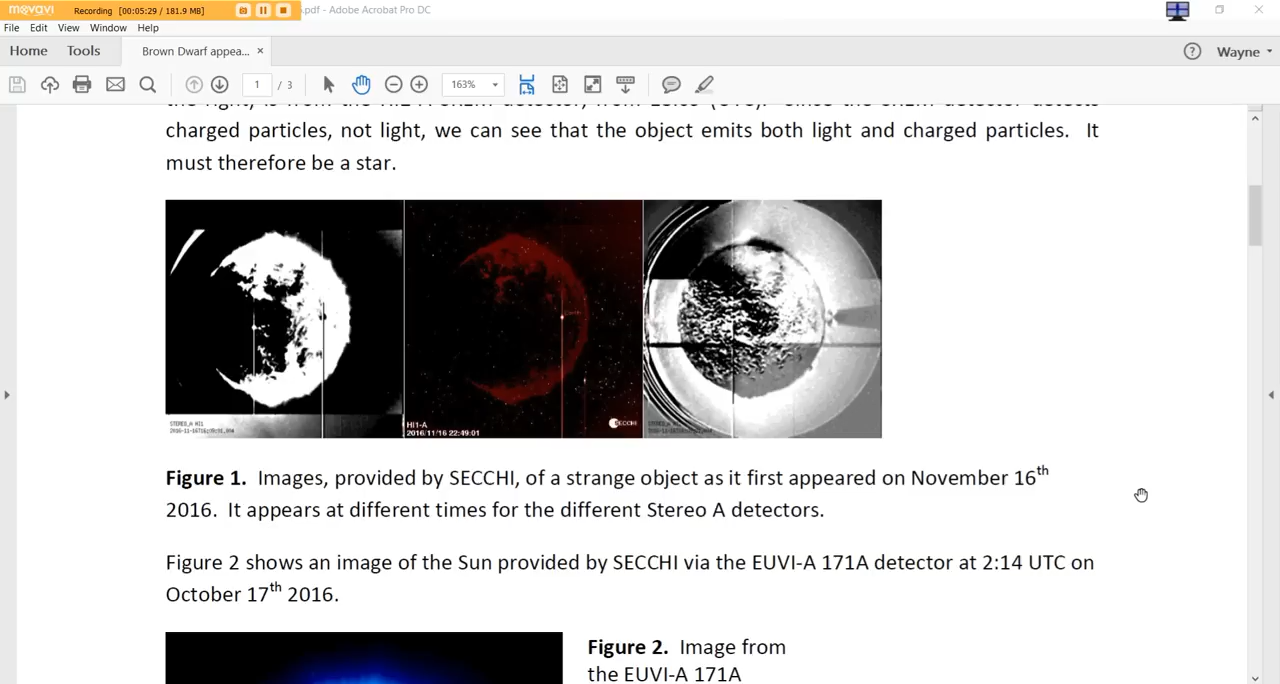 movavi
Recording [00:05:29 / 181.9 MB]
.pdf - Adobe Acrobat Pro DC
File Edit View Window Help
Home Tools Brown Dwarf appea... ×
Wayne
1 / 3 163%
charged particles, not light, we can see that the object emits both light and charged particles. It
must therefore be a star.
STEREO_A HI1
HI1-A
2016/11/16 22:49:01
SECCHI
Figure 1. Images, provided by SECCHI, of a strange object as it first appeared on November 16th
2016. It appears at different times for the different Stereo A detectors.
Figure 2 shows an image of the Sun provided by SECCHI via the EUVI-A 171A detector at 2:14 UTC on
October 17th 2016.
Figure 2. Image from
the EUVI-A 171A